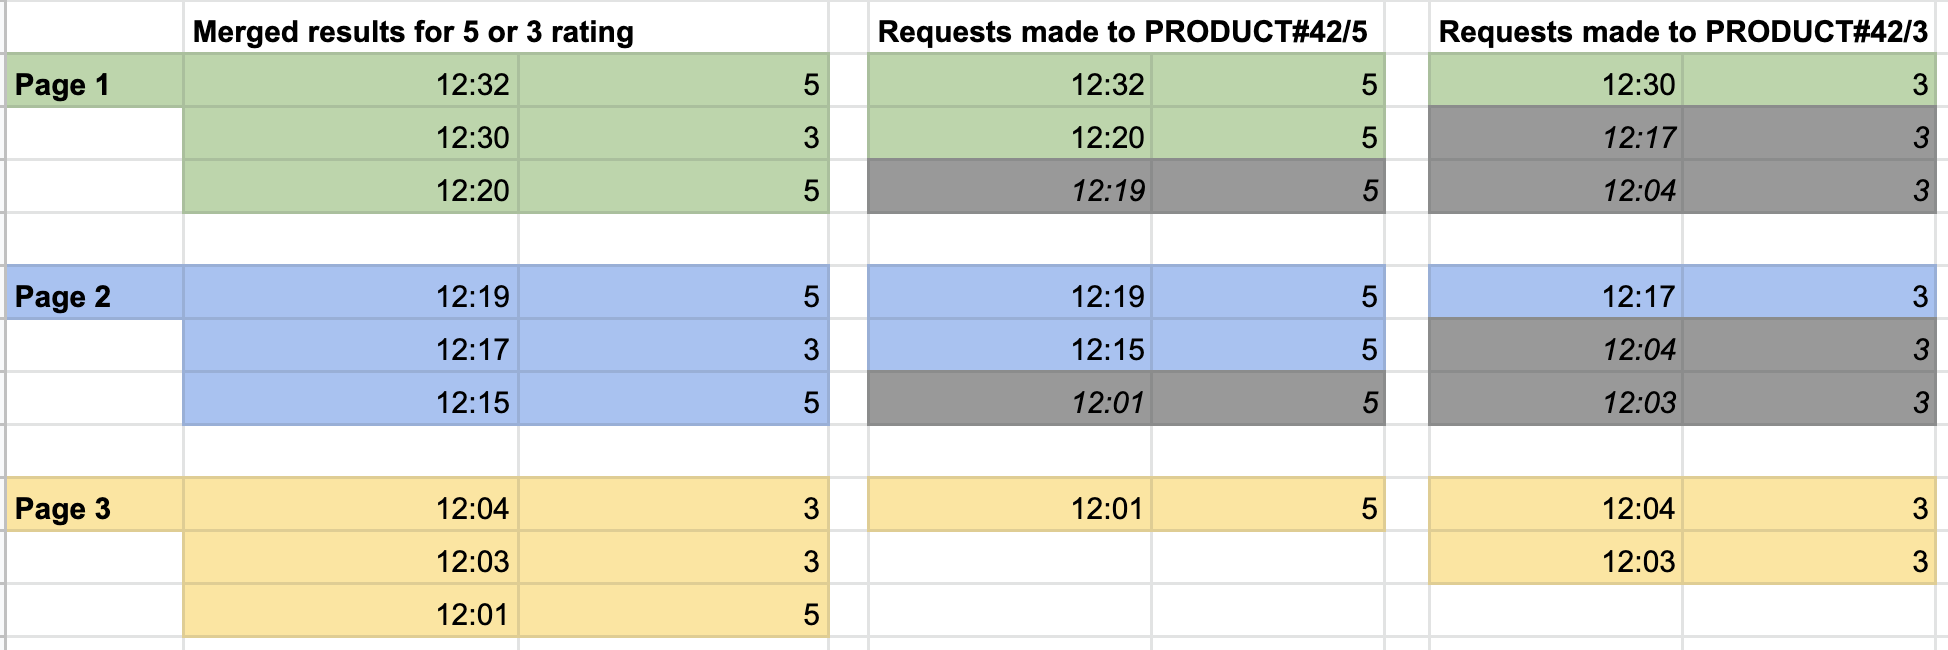 Merged results for 5 or 3 rating Requests made to PRODUCT#42/5 Requests made to PRODUCT#42/3
Page 1 12:32 5 12:32 5 12:30 3
12:30 3 12:20 5 12:17 3
12:20 5 12:19 5 12:04 3
Page 2 12:19 5 12:19 5 12:17 3
12:17 3 12:15 5 12:04 3
12:15 5 12:01 5 12:03 3
Page 3 12:04 3 12:01 5 12:04 3
12:03 3 12:03 3
12:01 5